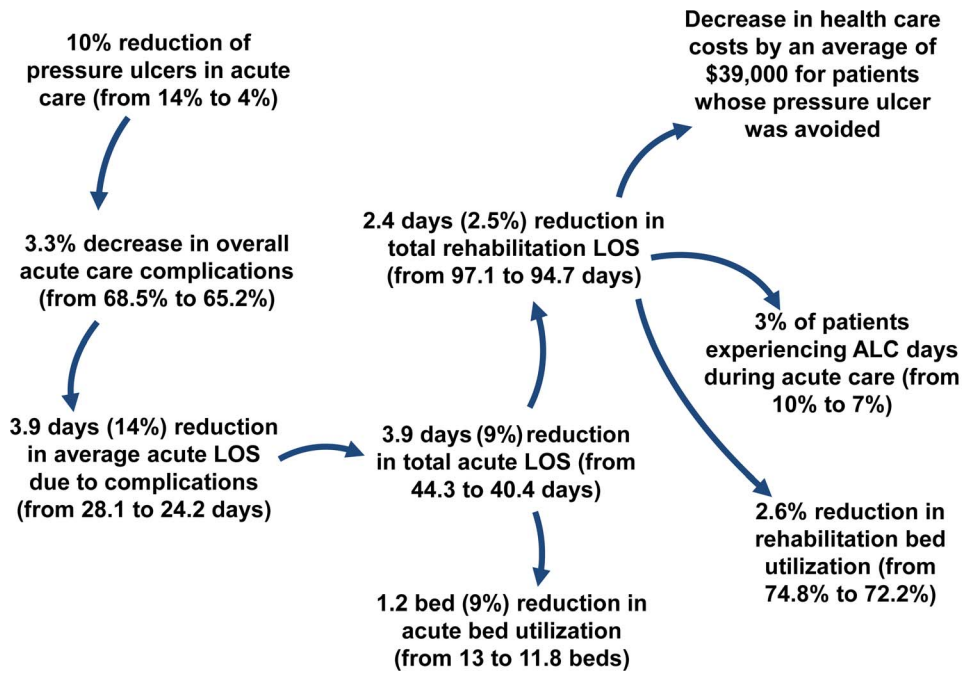 10% reduction of
pressure ulcers in acute
care (from 14% to 4%)
3.3% decrease in overall
acute care complications
(from 68.5% to 65.2%)
3.9 days (14%) reduction
in average acute LOS
due to complications
(from 28.1 to 24.2 days)
3.9 days (9%) reduction
in total acute LOS (from
44.3 to 40.4 days)
1.2 bed (9%) reduction in
acute bed utilization
(from 13 to 11.8 beds)
2.4 days (2.5%) reduction in
total rehabilitation LOS
(from 97.1 to 94.7 days)
Decrease in health care
costs by an average of
$39,000 for patients
whose pressure ulcer
was avoided
3% of patients
experiencing ALC days
during acute care (from
10% to 7%)
2.6% reduction in
rehabilitation bed
utilization (from
74.8% to 72.2%)